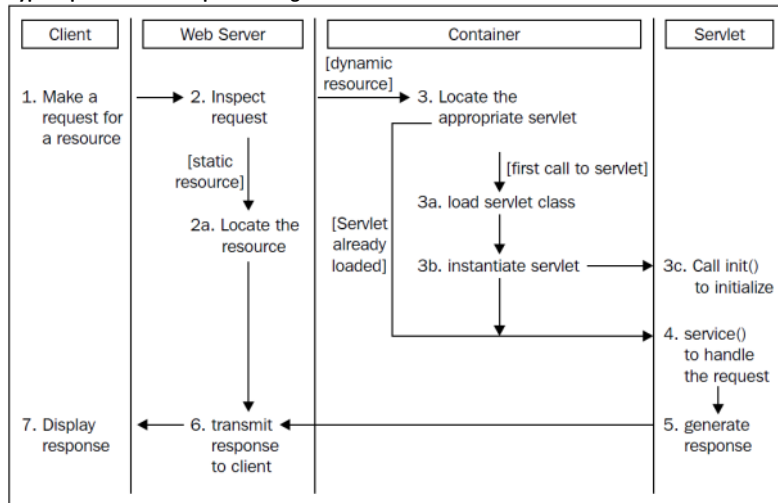 Client
Web Server
Container
Servlet
1. Make a
request for
a resource
2. Inspect
request
[dynamic
resource]
3. Locate the
appropriate servlet
[static
resource]
[first call to servlet]
2a. Locate the
resource
[Servlet
already
loaded]
3a. load servlet class
3b. instantiate servlet
3c. Call init()
to initialize
4. service()
to handle
the request
7. Display
response
6. transmit
response
to client
5. generate
response